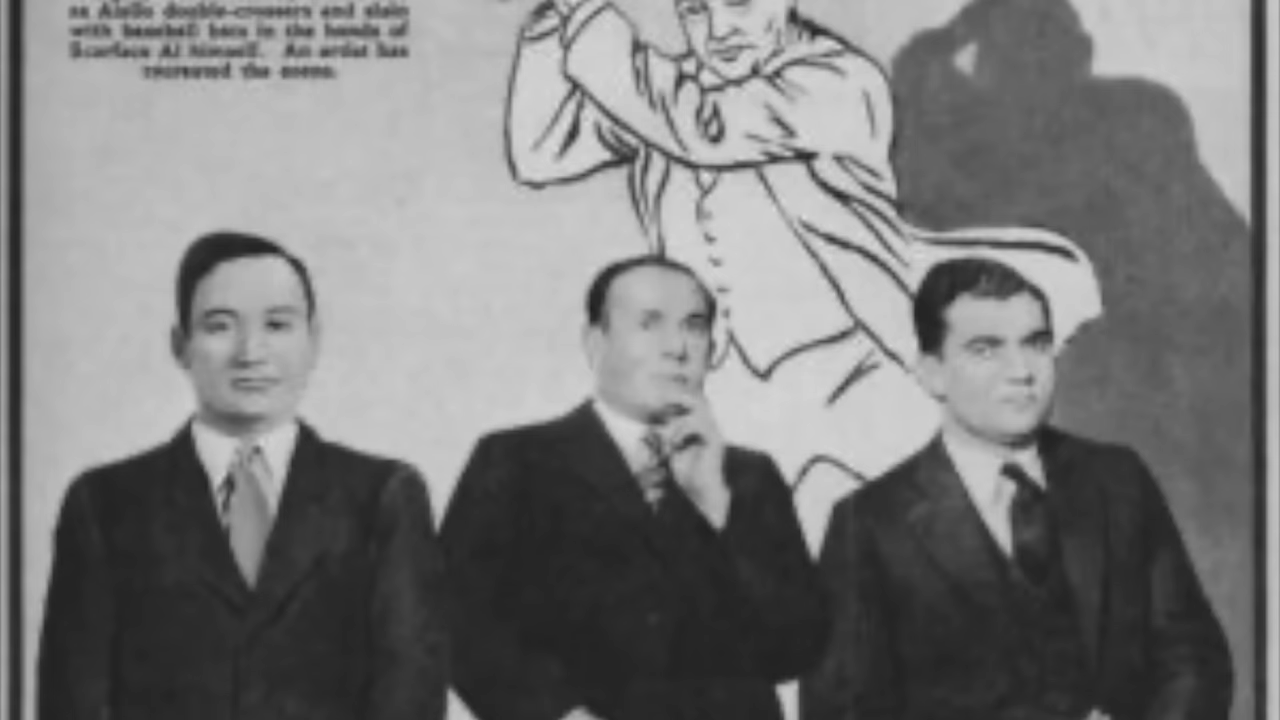 as Aiello double-crossers and slain
with baseball bats in the hands of
Scarface Al himself. An artist has
recreated the scene.